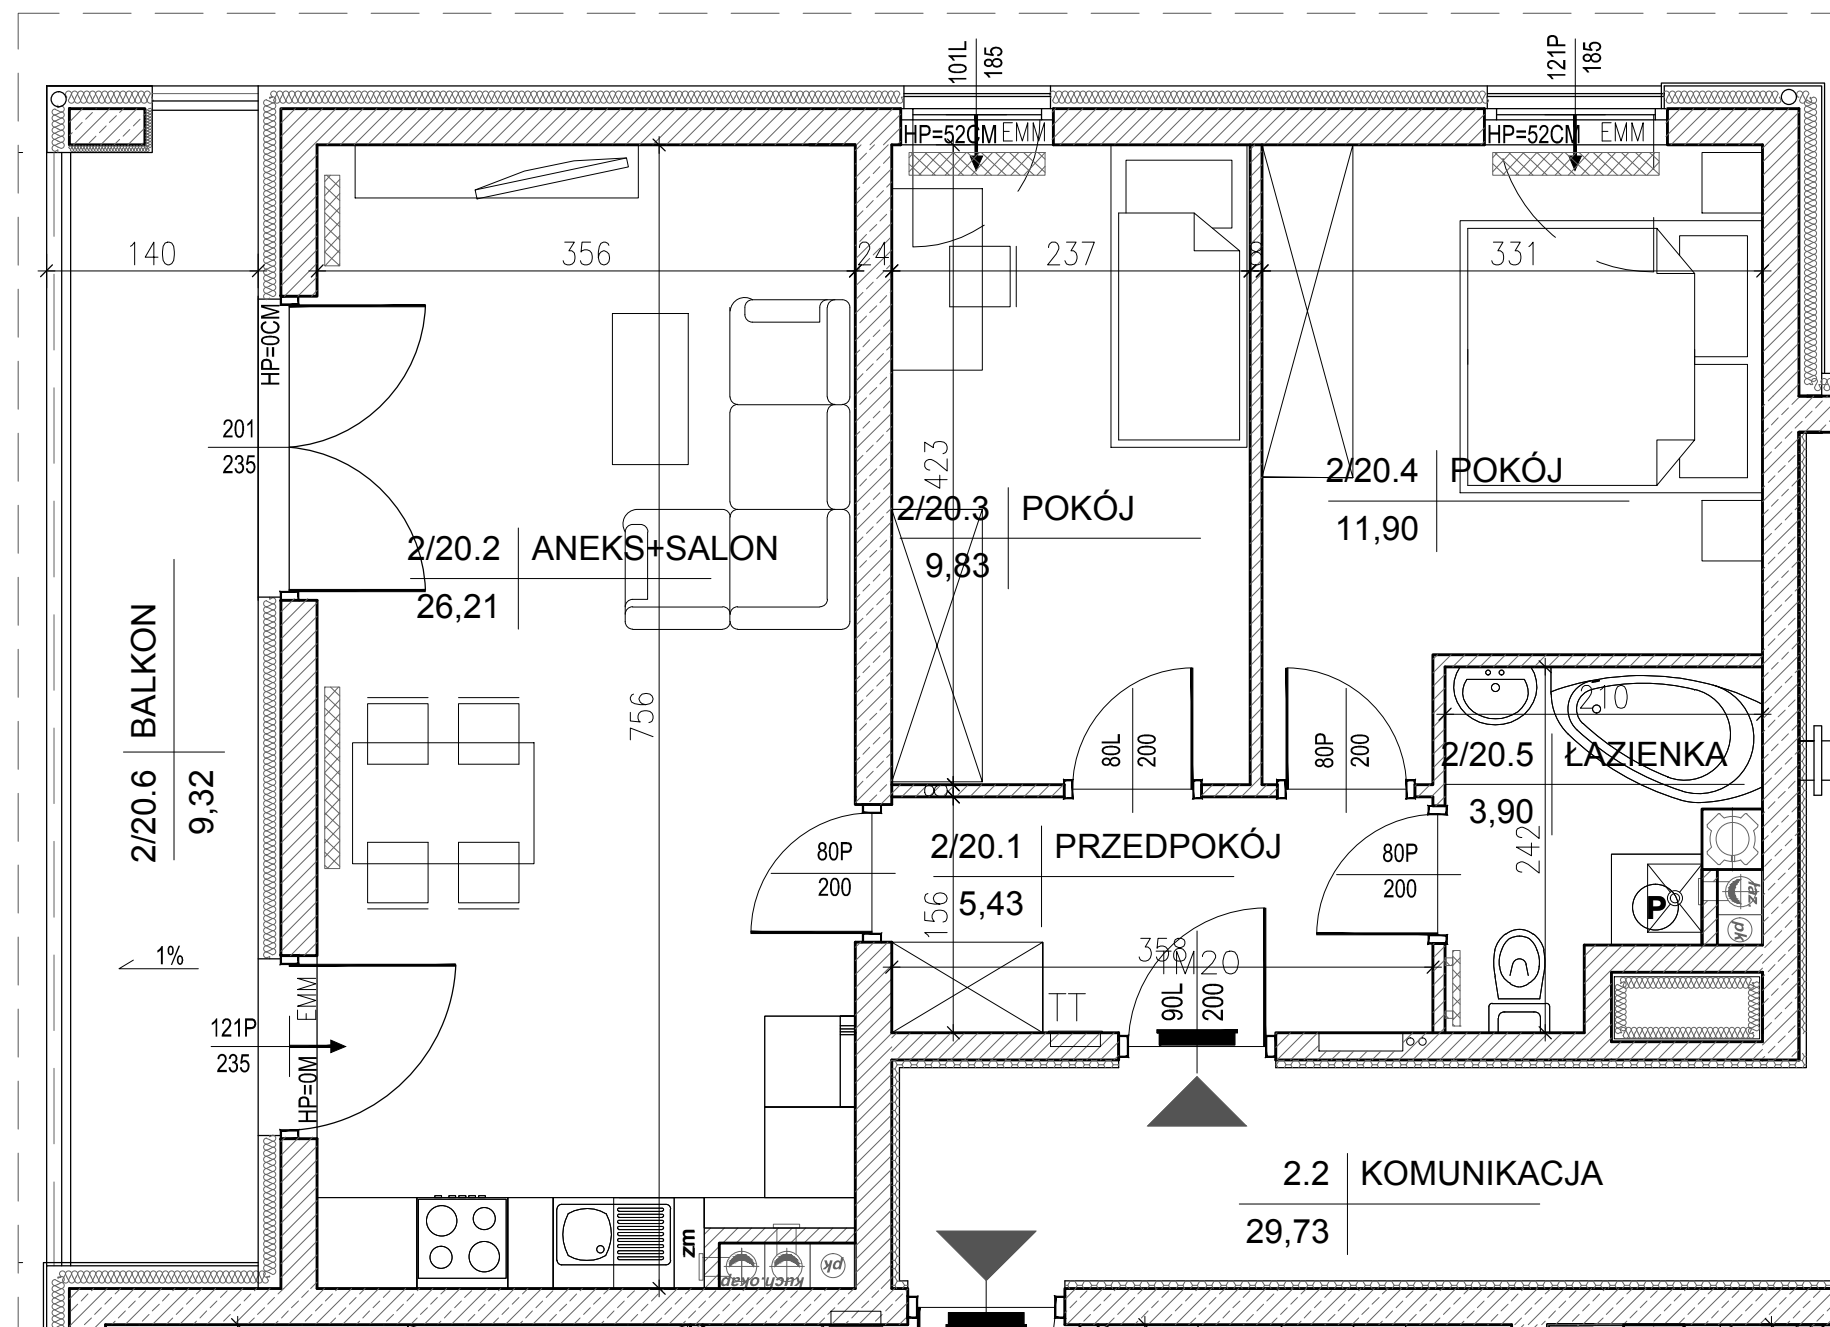 101L
185
121P
185
HP=52CM
EMM
HP=52CM
EMM
140
356
24
237
8
331
HP=0CM
201
235
423
2/20.4 POKÓJ
11,90
2/20.3 POKÓJ
9,83
2/20.2 ANEKS+SALON
26,21
2/20.6 BALKON
9,32
756
80L
200
80P
200
210
2/20.5 ŁAZIENKA
3,90
242
8
2/20.1 PRZEDPOKÓJ
5,43
80P
200
80P
200
156
358
TM20
90L
200
TT
P
łaz
pk
1%
EMM
121P
235
HP=0M
2.2 KOMUNIKACJA
29,73
zm
kuch.okap
pk